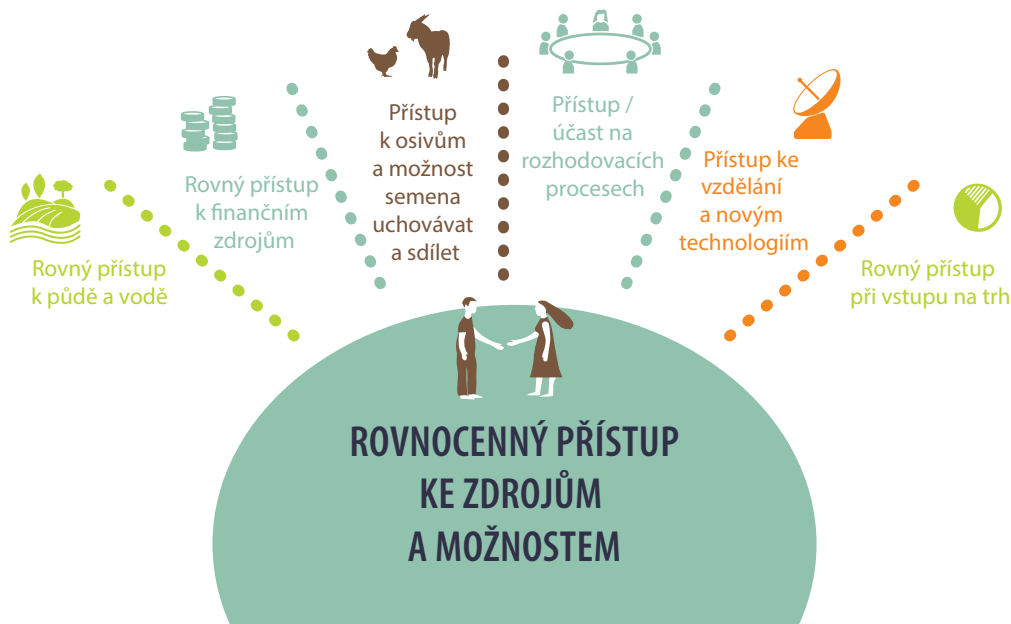 Rovný přístup
k půdě a vodě
Rovný přístup
k finančním
zdrojům
Přístup
k osivům
a možnost
semena
uchovávat
a sdílet
Přístup /
účast na
rozhodovacích
procesech
Přístup ke
vzdělání
a novým
technologiím
Rovný přístup
při vstupu na trh
ROVNOCENNÝ PŘÍSTUP
KE ZDROJŮM
A MOŽNOSTEM